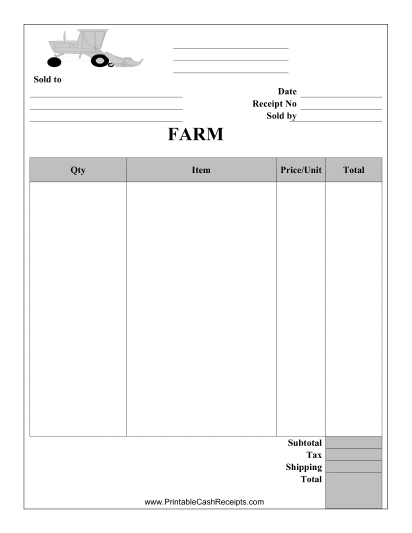 Sold to
Date
Receipt No
Sold by
FARM
Qty Item Price/Unit Total
Subtotal
Tax
Shipping
Total
www.PrintableCashReceipts.com